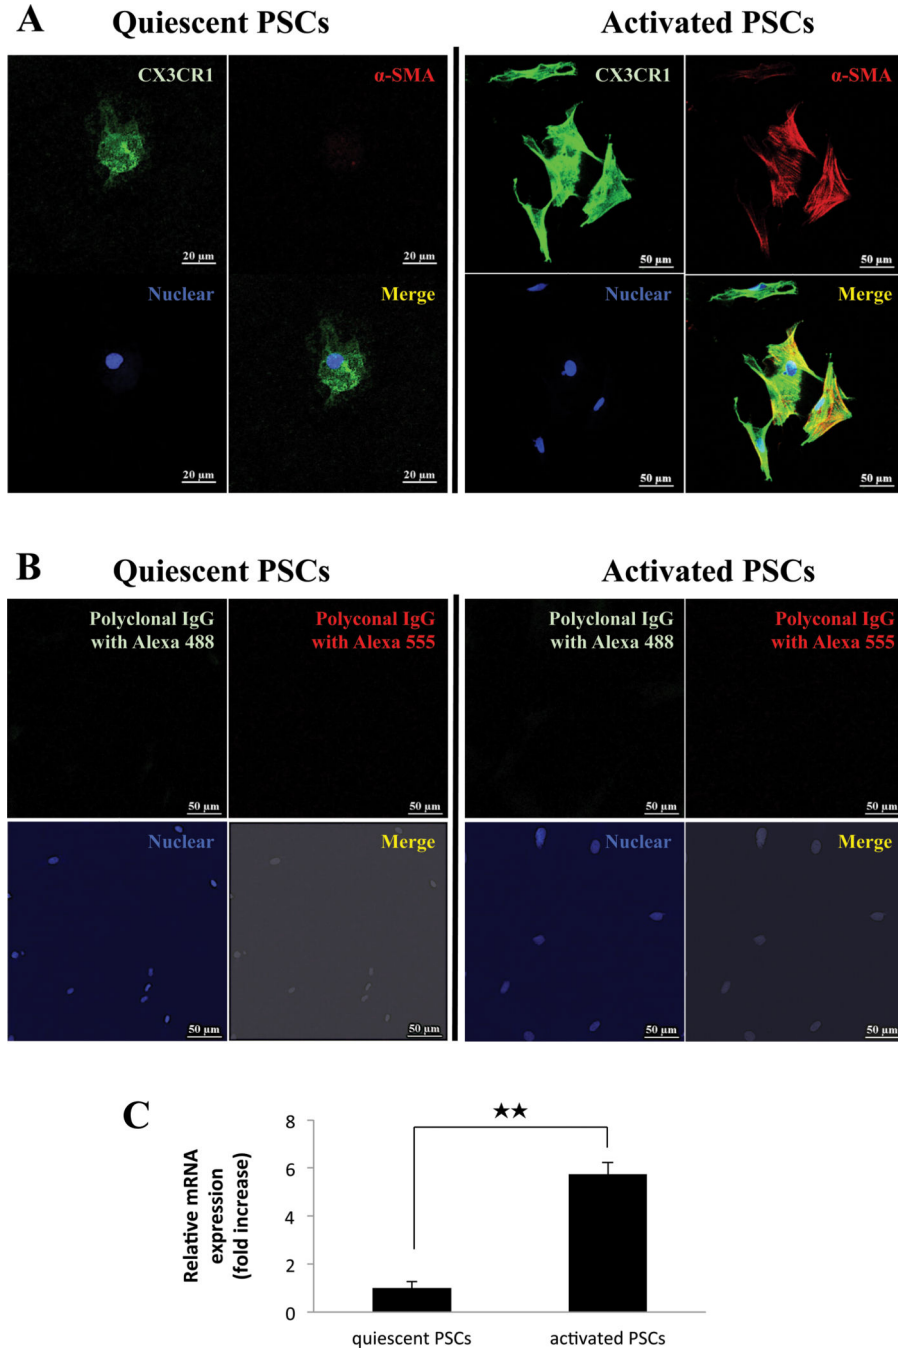 A
Quiescent PSCs
Activated PSCs
CX3CR1
α-SMA
CX3CR1
α-SMA
20 µm
20 µm
50 µm
50 µm
Nuclear
Merge
Nuclear
Merge
20 µm
20 µm
50 µm
50 µm
B
Quiescent PSCs
Activated PSCs
Polyclonal IgG
with Alexa 488
Polyconal IgG
with Alexa 555
Polyclonal IgG
with Alexa 488
Polyconal IgG
with Alexa 555
50 µm
50 µm
50 µm
50 µm
Nuclear
Merge
Nuclear
Merge
50 µm
50 µm
50 µm
50 µm
C
★★
Relative mRNA
expression
(fold increase)
8
6
4
2
0
quiescent PSCs
activated PSCs